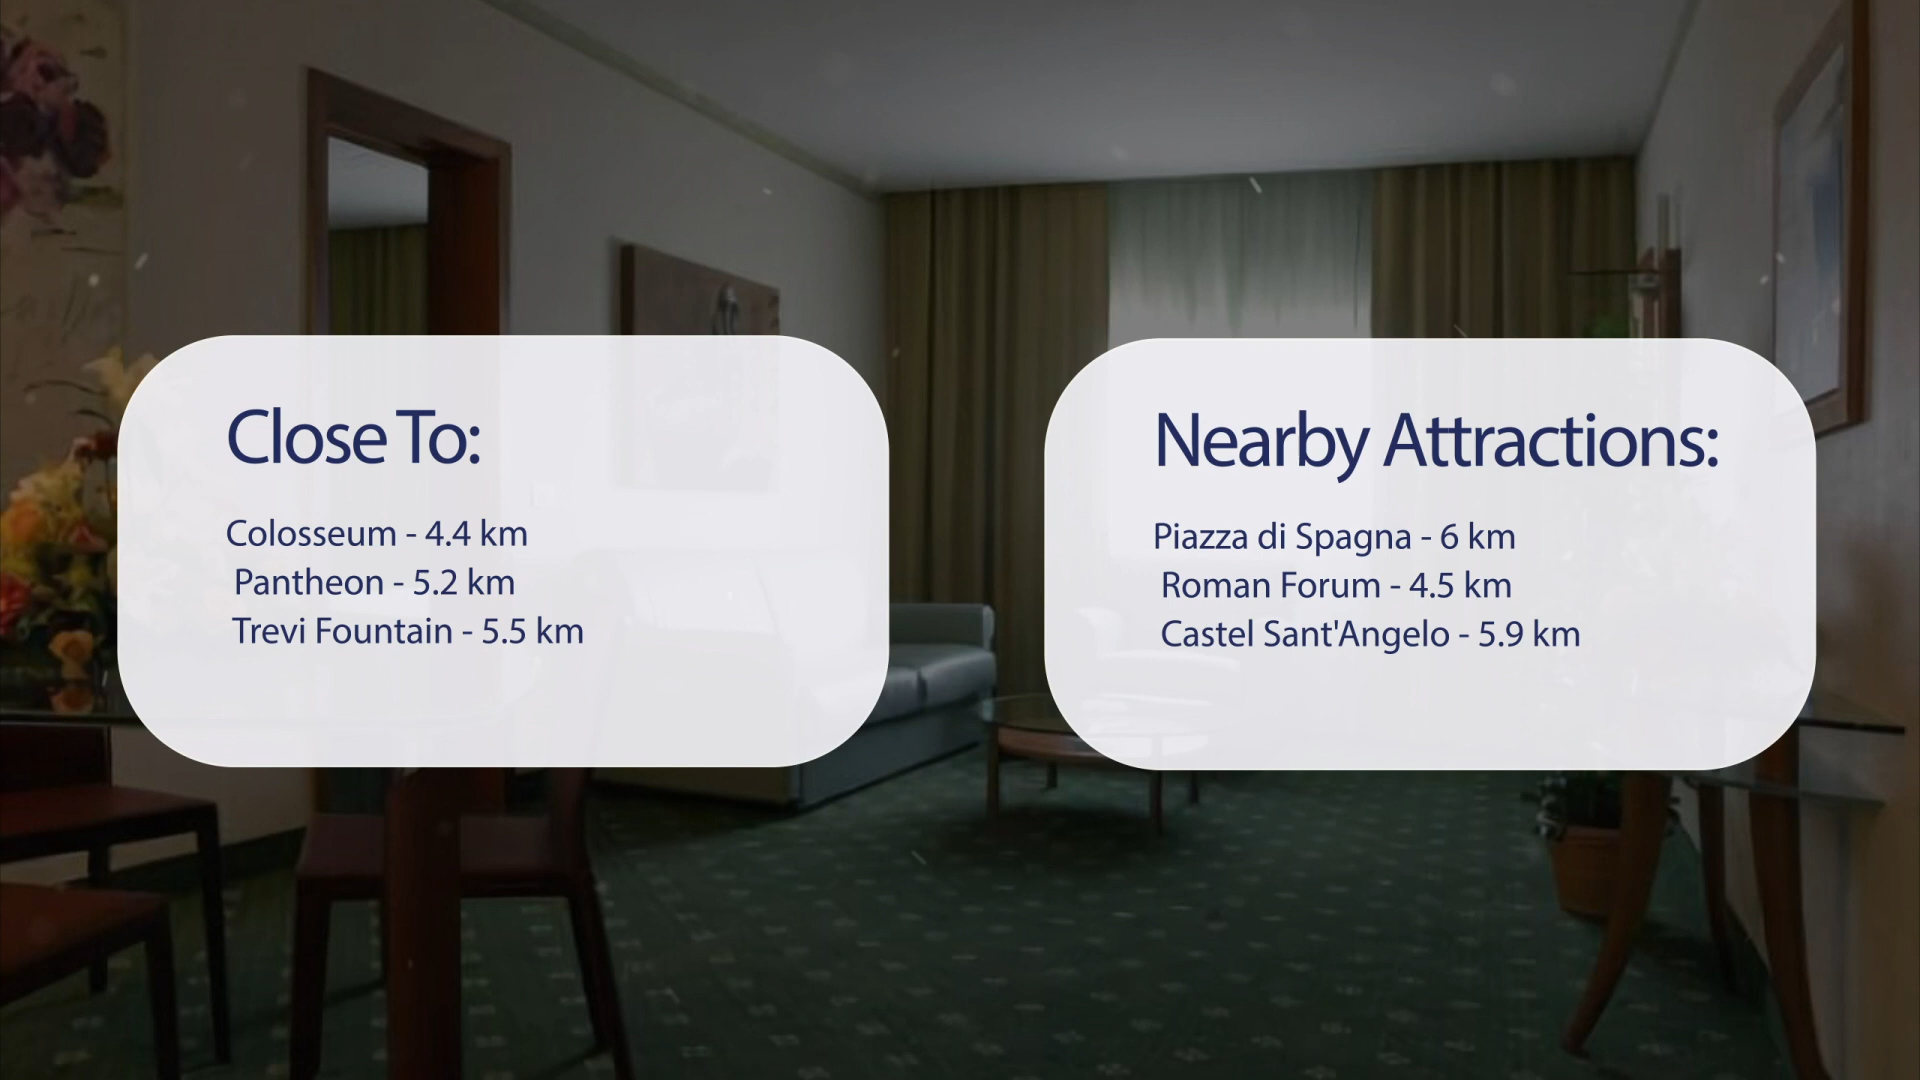 Close To:
Colosseum - 4.4 km
Pantheon - 5.2 km
Trevi Fountain - 5.5 km
Nearby Attractions:
Piazza di Spagna - 6 km
Roman Forum - 4.5 km
Castel Sant'Angelo - 5.9 km